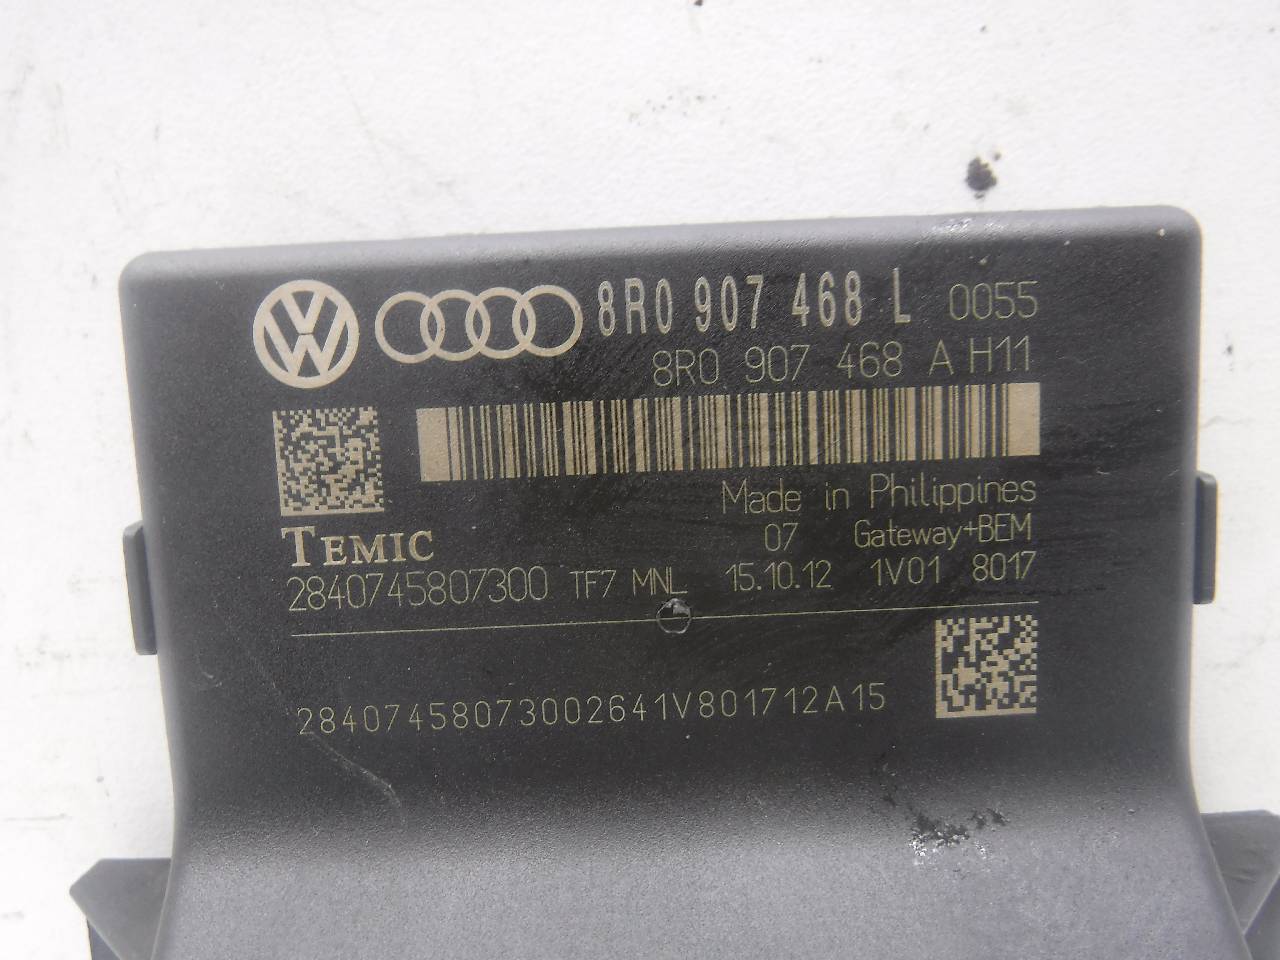 8R0 907 468 L 0055
8R0 907 468 A H11
Made in Philippines
TEMIC 07 Gateway+BEM
2840745807300 TF7 MNL 15.10.12 1V01 8017
28407458073002641V801712A15